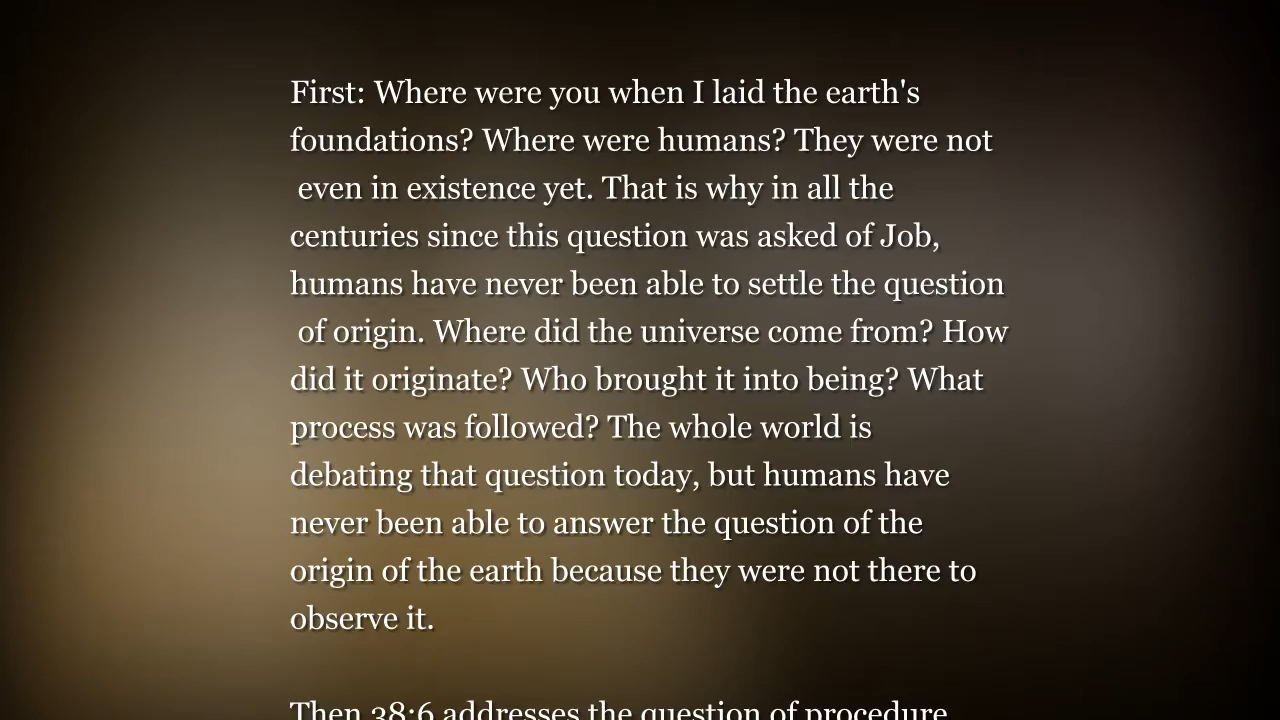 First: Where were you when I laid the earth's
foundations? Where were humans? They were not
even in existence yet. That is why in all the
centuries since this question was asked of Job,
humans have never been able to settle the question
of origin. Where did the universe come from? How
did it originate? Who brought it into being? What
process was followed? The whole world is
debating that question today, but humans have
never been able to answer the question of the
origin of the earth because they were not there to
observe it.
Then 38:6 addresses the question of procedure